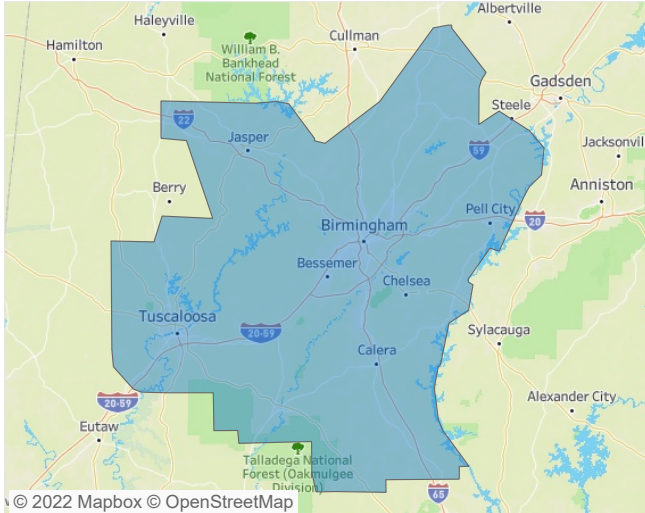 Haleyville
Albertville
Hamilton
Cullman
William B.
Bankhead
National Forest
Gadsden
Steele
22
Jasper
59
Jacksonvil
Berry
Anniston
Pell City
20
Birmingham
Bessemer
Chelsea
Tuscaloosa
20-59
Sylacauga
Calera
20-59
Alexander City
Eutaw
Talladega National
Forest (Oakmulgee
Division)
65
© 2022 Mapbox © OpenStreetMap